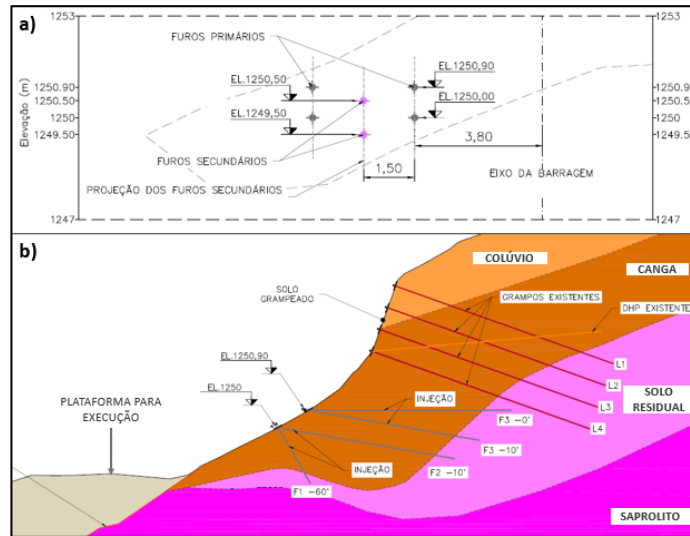 a)
1253
1253
FUROS PRIMÁRIOS
EL.1250,50
EL.1250,90
1250.90
1250.50
1250
1249.50
1250.90
1250.50
1250
1249.50
Elevação (m)
EL.1249,50
EL.1250,00
3,80
FUROS SECUNDÁRIOS
1,50
PROJEÇÃO DOS FUROS SECUNDÁRIOS
EIXO DA BARRAGEM
1247
1247
b)
COLÚVIO
CANGA
SOLO
GRAMPEADO
GRAMPOS EXISTENTES
DHP EXISTENTE
EL.1250,90
L1
EL.1250
L2
SOLO
RESIDUAL
PLATAFORMA PARA
EXECUÇÃO
INJEÇÃO
L3
F3 -0°
L4
F3 -10°
INJEÇÃO
F2 -10°
F1 -60°
SAPROLITO